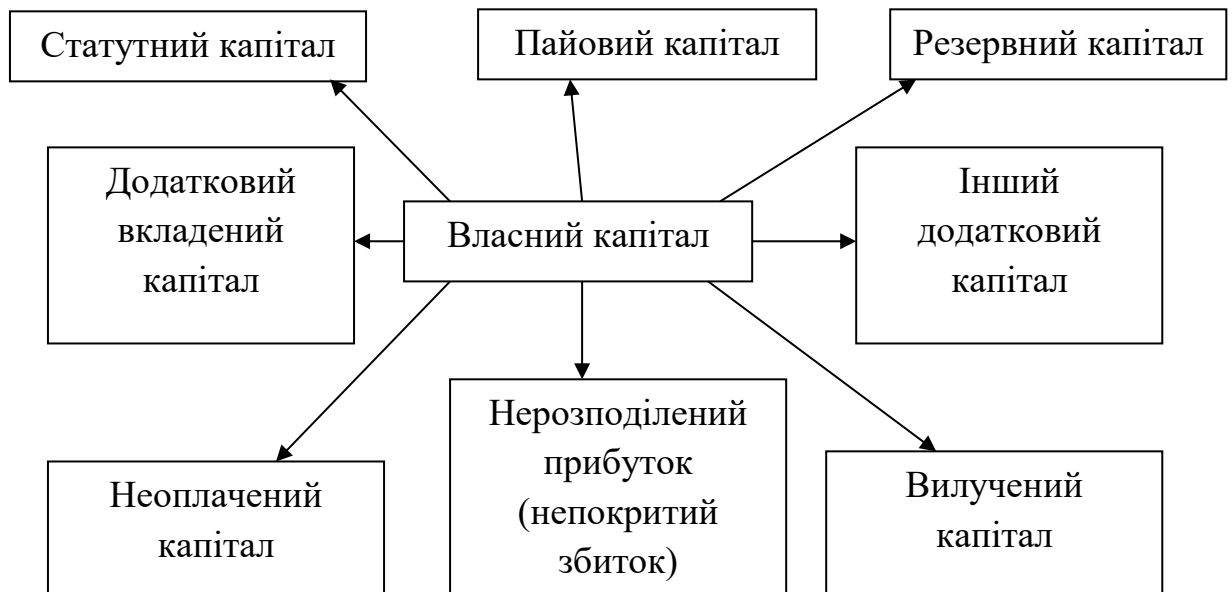 Статутний капітал
Пайовий капітал
Резервний капітал
Додатковий
вкладений
капітал
Власний капітал
Інший
додатковий
капітал
Неоплачений
капітал
Нерозподілений
прибуток
(непокритий
збиток)
Вилучений
капітал